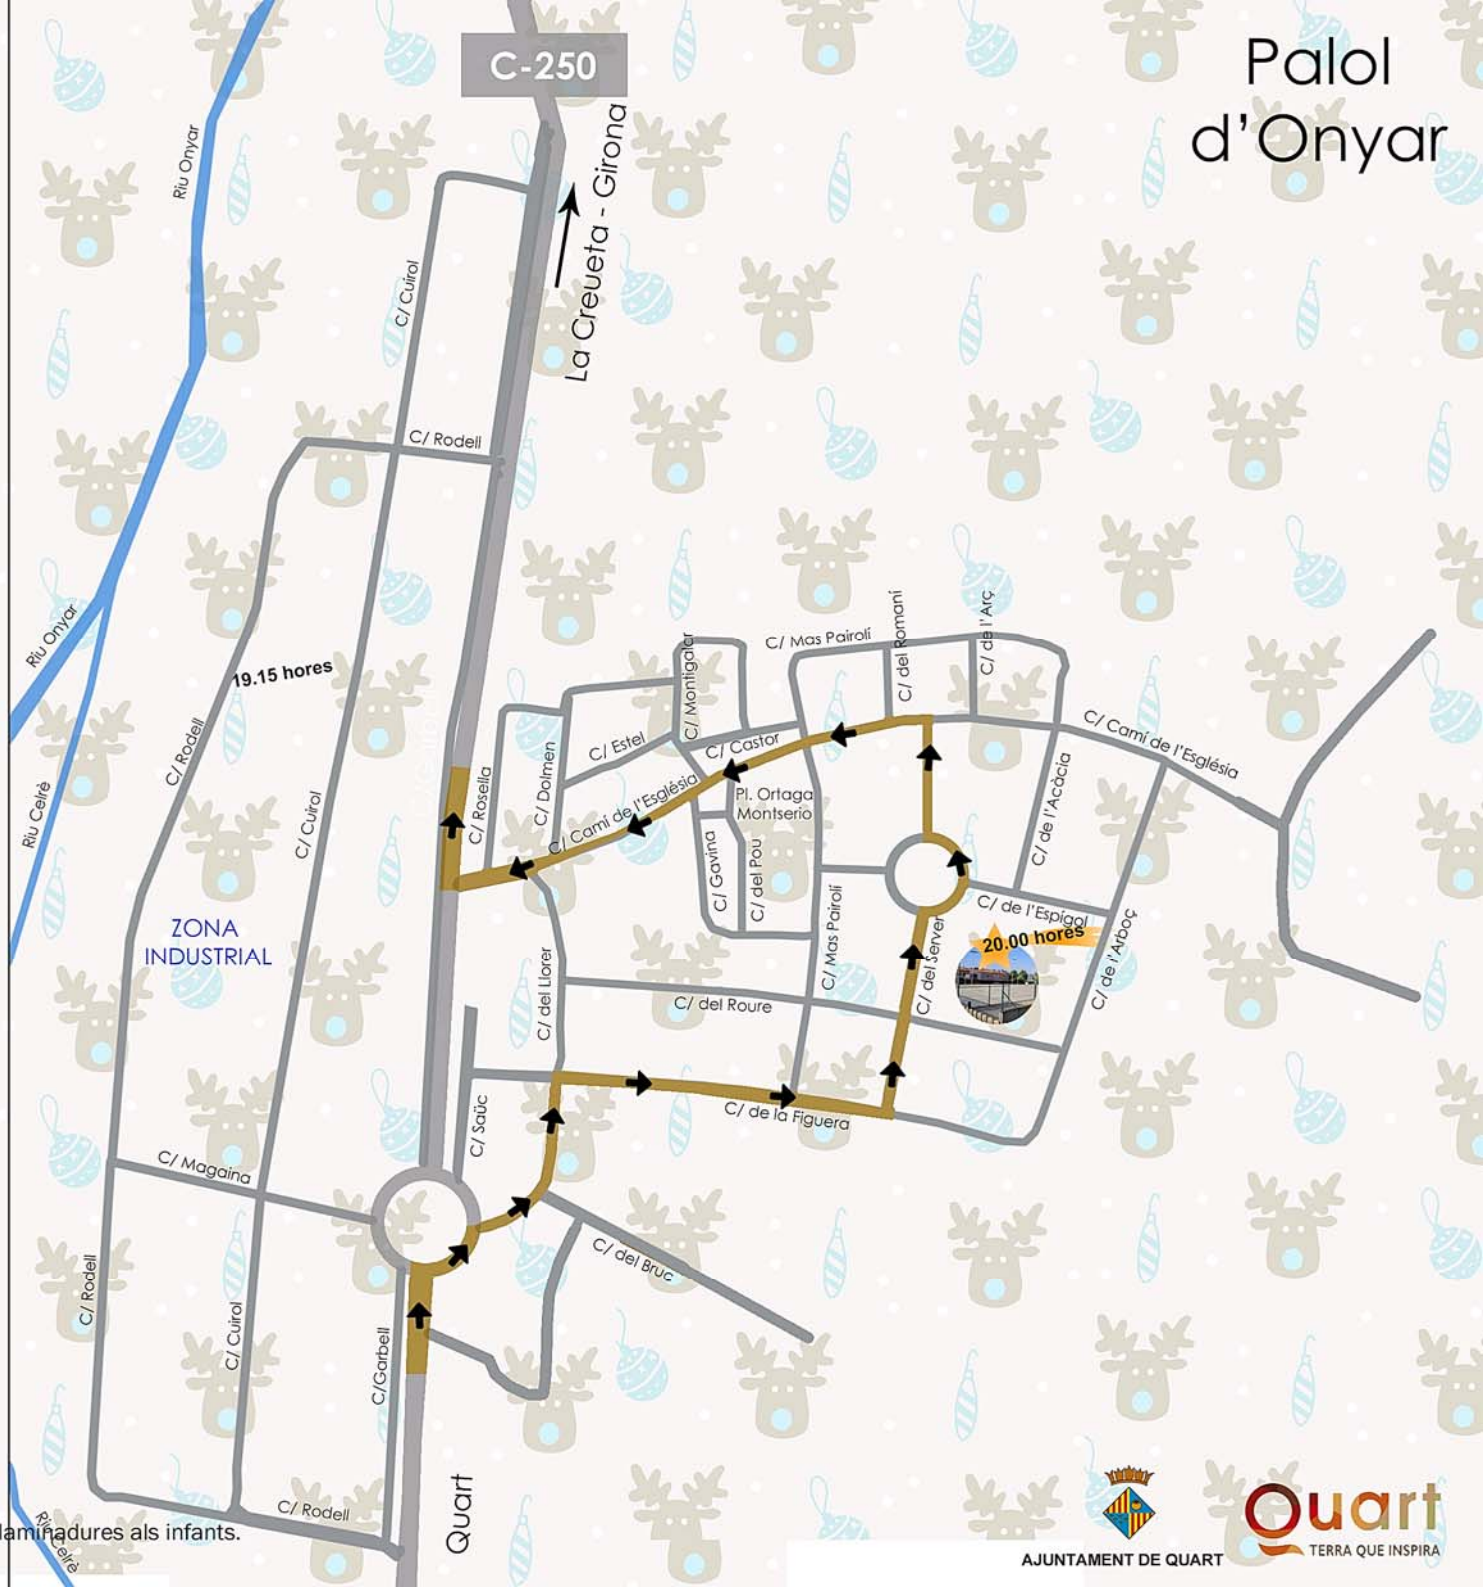 C-250
Palol
d'Onyar
La Creueta - Girona
Riu Onyar
C/ Cuirol
C/ Rodell
Riu Onyar
19.15 hores
C/ Rodell
Riu Celrè
C/ Cuirol
ZONA
INDUSTRIAL
C/ Mas Pairolí
C/ del Romaní
C/ de l'Arç
C/ Montigalar
C/ Estel
C/ Castor
C/ Camí de l'Església
C/ Rosella
C/ Dolmen
C/ Camí de l'Església
Pl. Ortaga
Montserio
C/ de l'Acàcia
C/ Gavina
C/ del Pou
C/ Mas Pairolí
C/ de l'Espígol
20.00 hores
C/ de l'Arboç
C/ del Server
C/ del Llorer
C/ del Roure
C/ de la Figuera
C/ Saüc
C/ Magaina
C/ del Bruc
C/ Rodell
C/ Cuirol
C/Garbell
C/ Rodell
Quart
laminadures als infants.
Riu Celrè
AJUNTAMENT DE QUART
Quart
TERRA QUE INSPIRA